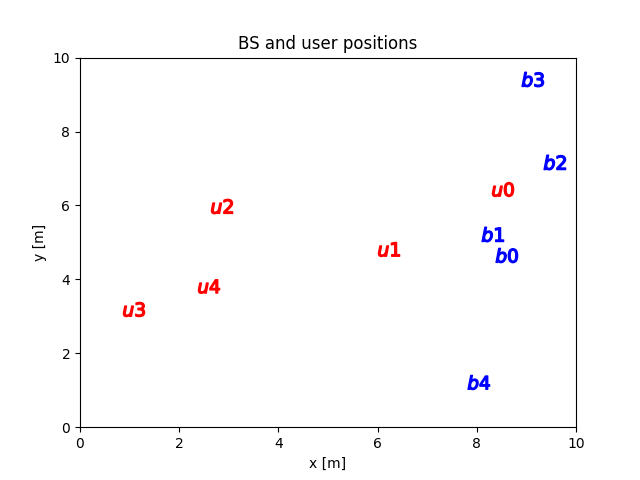 BS and user positions
10
b3
8
b2
u0
6
u2
b1
u1
b0
y [m]
4
u4
u3
2
b4
0
0 2 4 6 8 10
x [m]